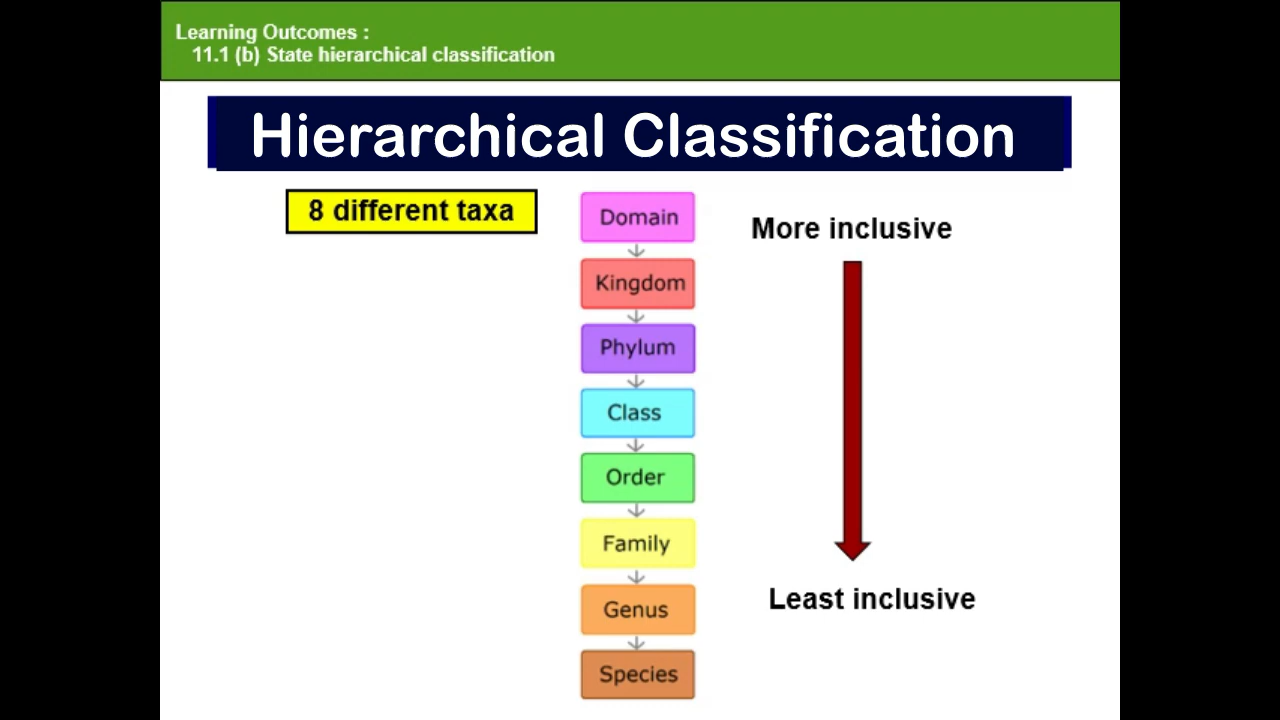 Learning Outcomes :
11.1 (b) State hierarchical classification
Hierarchical Classification
8 different taxa
Domain
Kingdom
Phylum
Class
Order
Family
Genus
Species
More inclusive
Least inclusive